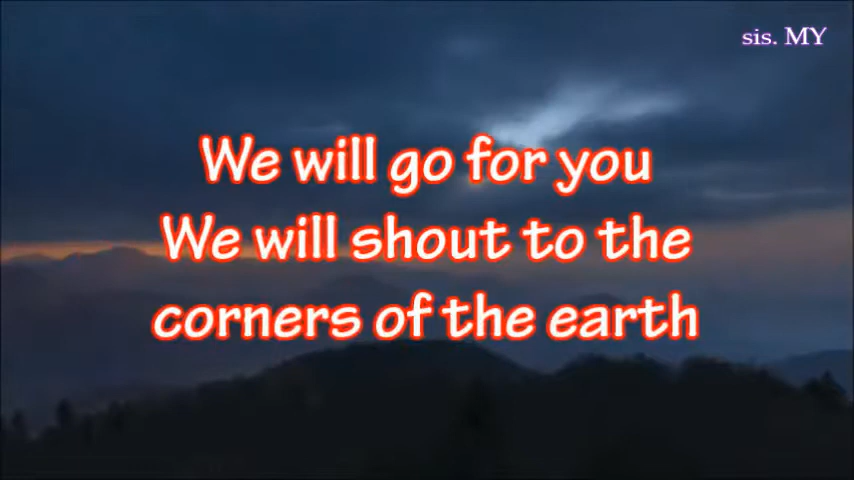 sis. MY
We will go for you
We will shout to the
corners of the earth